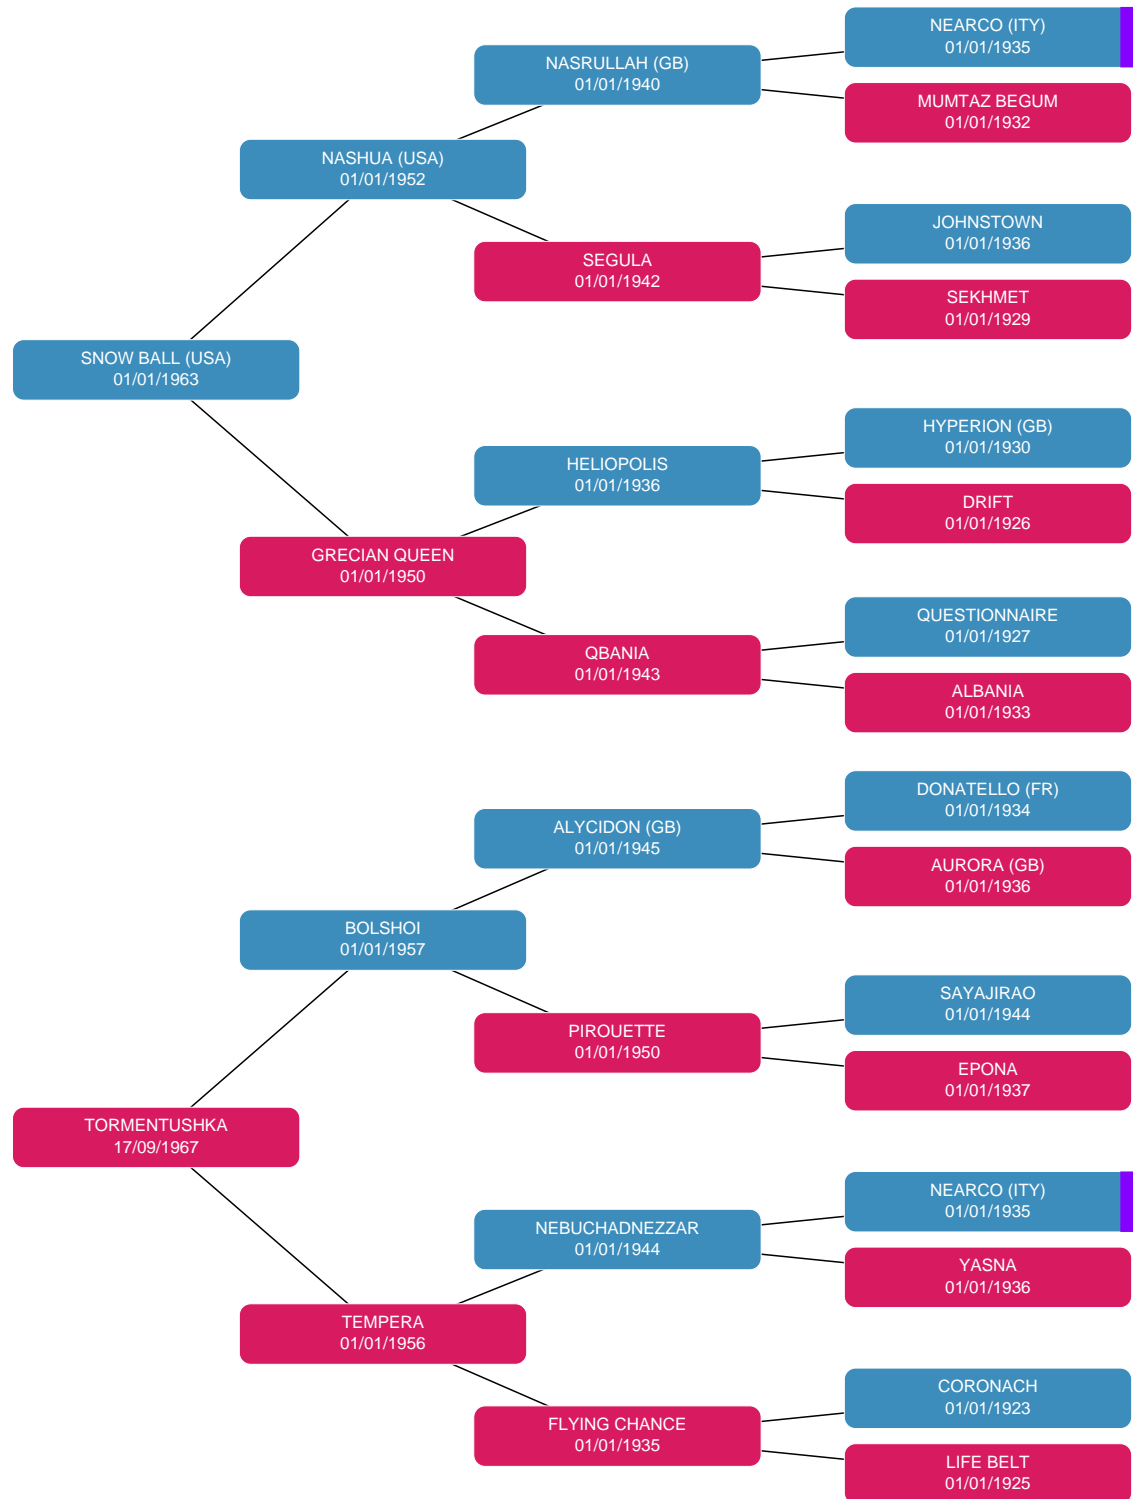 NEARCO (ITY)
01/01/1935
NASRULLAH (GB)
01/01/1940
MUMTAZ BEGUM
01/01/1932
NASHUA (USA)
01/01/1952
JOHNSTOWN
01/01/1936
SEGULA
01/01/1942
SEKHMET
01/01/1929
SNOW BALL (USA)
01/01/1963
HYPERION (GB)
01/01/1930
HELIOPOLIS
01/01/1936
DRIFT
01/01/1926
GRECIAN QUEEN
01/01/1950
QUESTIONNAIRE
01/01/1927
QBANIA
01/01/1943
ALBANIA
01/01/1933
DONATELLO (FR)
01/01/1934
ALYCIDON (GB)
01/01/1945
AURORA (GB)
01/01/1936
BOLSHOI
01/01/1957
SAYAJIRAO
01/01/1944
PIROUETTE
01/01/1950
EPONA
01/01/1937
TORMENTUSHKA
17/09/1967
NEARCO (ITY)
01/01/1935
NEBUCHADNEZZAR
01/01/1944
YASNA
01/01/1936
TEMPERA
01/01/1956
CORONACH
01/01/1923
FLYING CHANCE
01/01/1935
LIFE BELT
01/01/1925